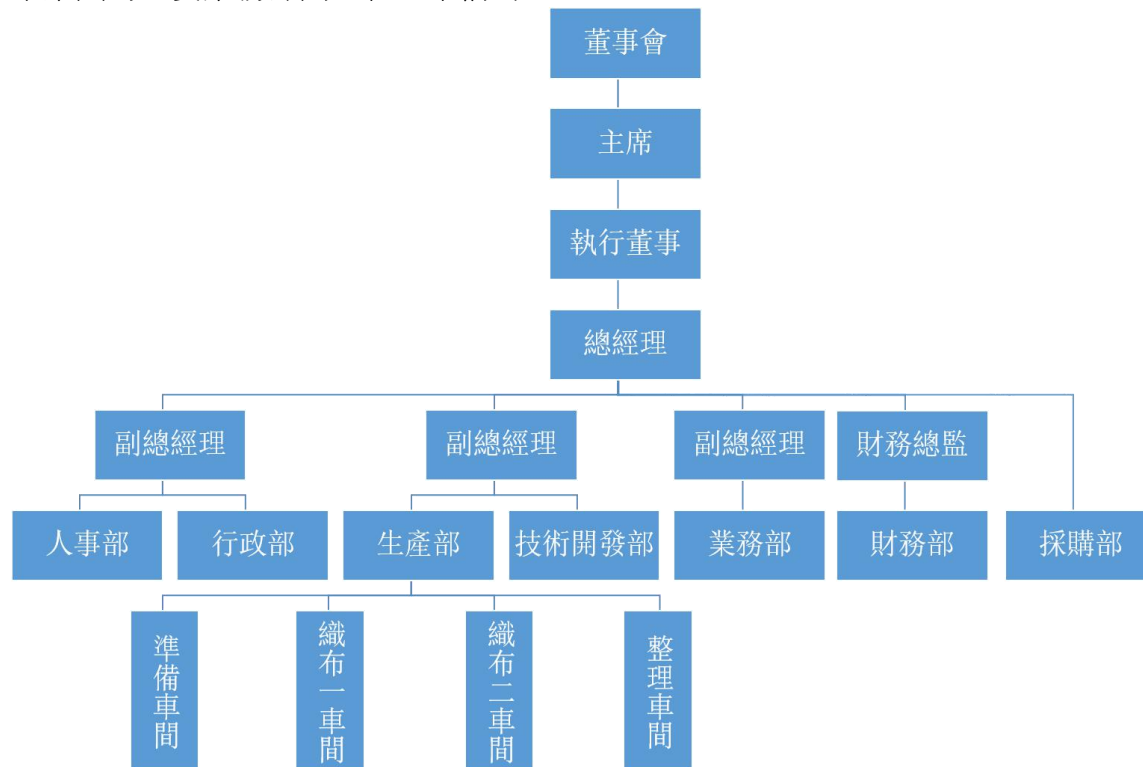 董事會
主席
執行董事
總經理
副總經理
副總經理
副總經理
財務總監
人事部
行政部
生產部
技術開發部
業務部
財務部
採購部
準備車間
織布一車間
織布二車間
整理車間